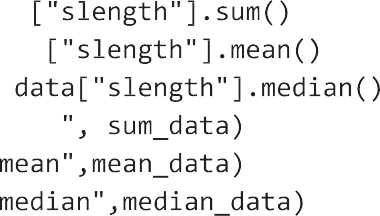 ["slength"].sum()
["slength"].mean()
data["slength"].median()
", sum_data)
mean",mean_data)
median",median_data)